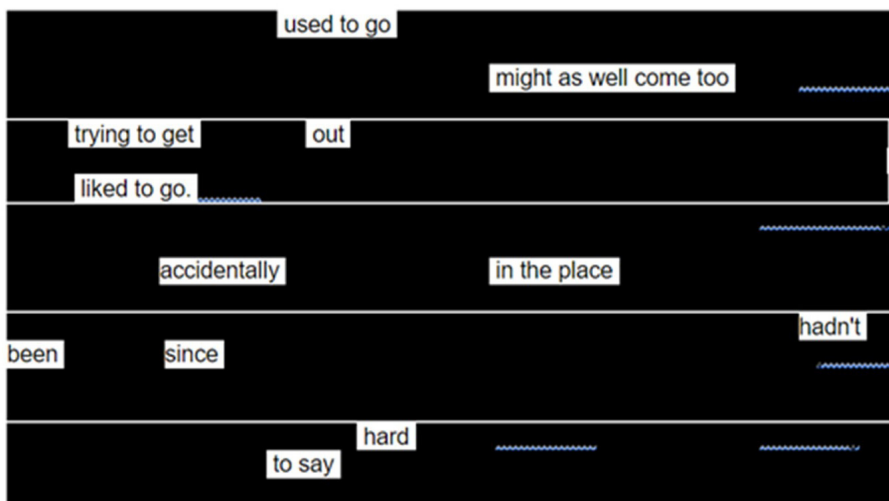 used to go
might as well come too
trying to get out
liked to go.
accidentally in the place
hadn't
been since
hard
to say